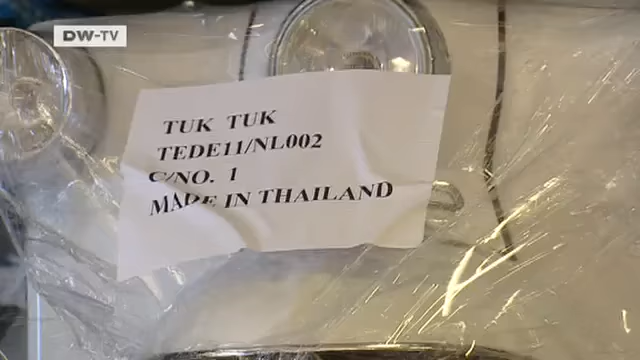 DW-TV
TUK TUK
TEDE11/NL002
C/NO. 1
MADE IN THAILAND